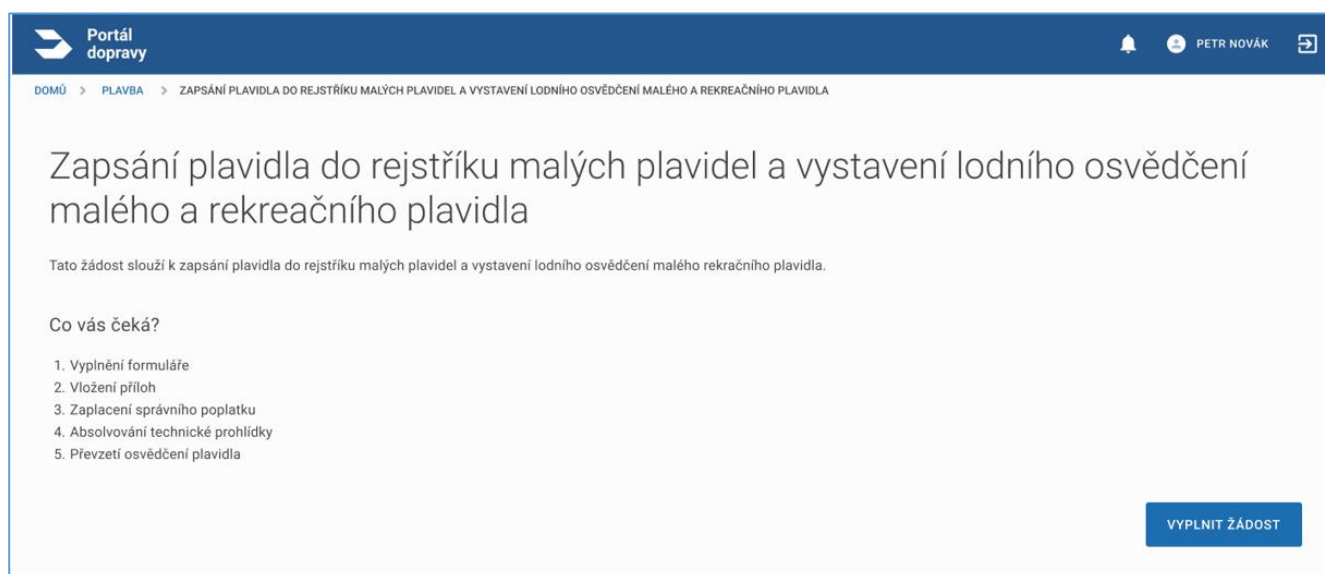 Portál
dopravy
PETR NOVÁK
DOMŮ > PLAVBA > ZAPSÁNÍ PLAVIDLA DO REJSTŘÍKU MALÝCH PLAVIDEL A VYSTAVENÍ LODNÍHO OSVĚDČENÍ MALÉHO A REKREAČNÍHO PLAVIDLA
Zapsání plavidla do rejstříku malých plavidel a vystavení lodního osvědčení
malého a rekreačního plavidla
Tato žádost slouží k zapsání plavidla do rejstříku malých plavidel a vystavení lodního osvědčení malého rekračního plavidla.
Co vás čeká?
1. Vyplnění formuláře
2. Vložení příloh
3. Zaplacení správního poplatku
4. Absolvování technické prohlídky
5. Převzetí osvědčení plavidla
VYPLNIT ŽÁDOST